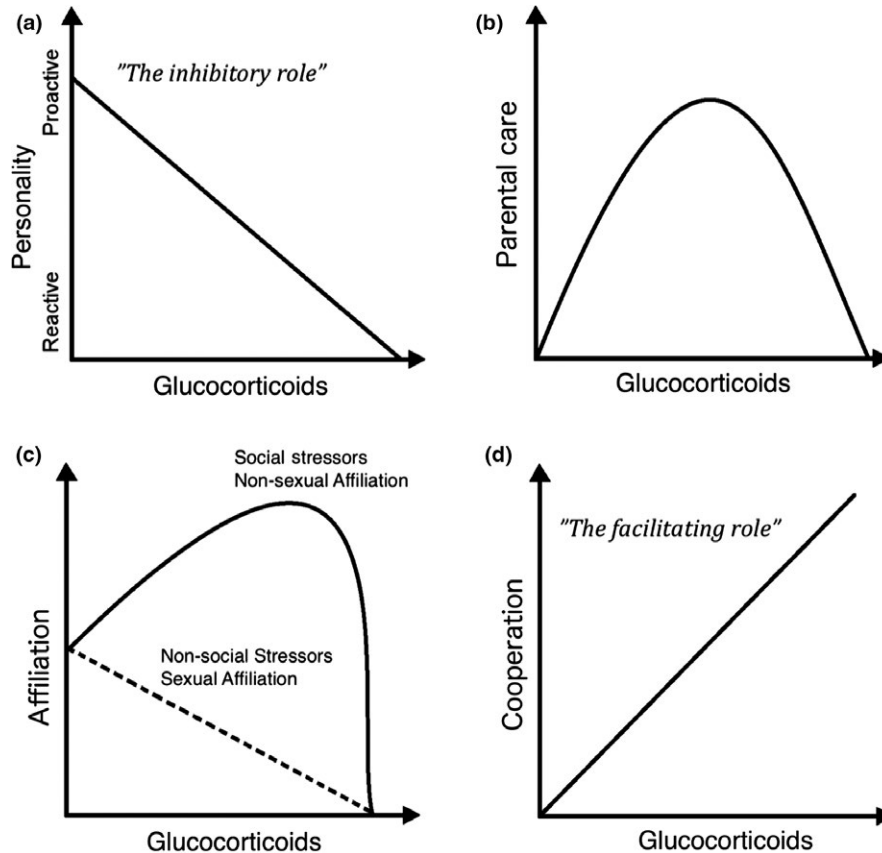 (a)
"The inhibitory role"
Proactive
Personality
Reactive
Glucocorticoids
(b)
Parental care
Glucocorticoids
(c)
Social stressors
Non-sexual Affiliation
Non-social Stressors
Sexual Affiliation
Affiliation
Glucocorticoids
(d)
"The facilitating role"
Cooperation
Glucocorticoids